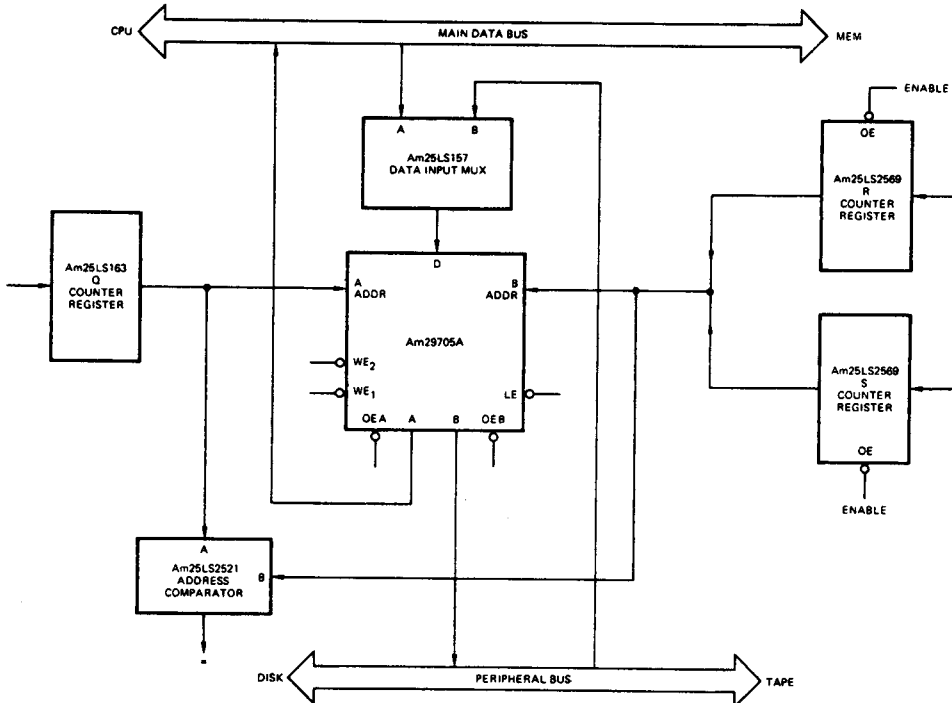 CPU
MAIN DATA BUS
MEM
ENABLE
A
B
Am25LS157
DATA INPUT MUX
OE
Am25LS2569
R
COUNTER
REGISTER
Am25LS163
Q
COUNTER
REGISTER
D
A
ADDR
B
ADDR
Am29705A
WE2
WE1
LE
OEA
A
B
OEB
Am25LS2569
S
COUNTER
REGISTER
OE
ENABLE
A
Am25LS2521
ADDRESS
COMPARATOR
B
=
DISK
PERIPHERAL BUS
TAPE